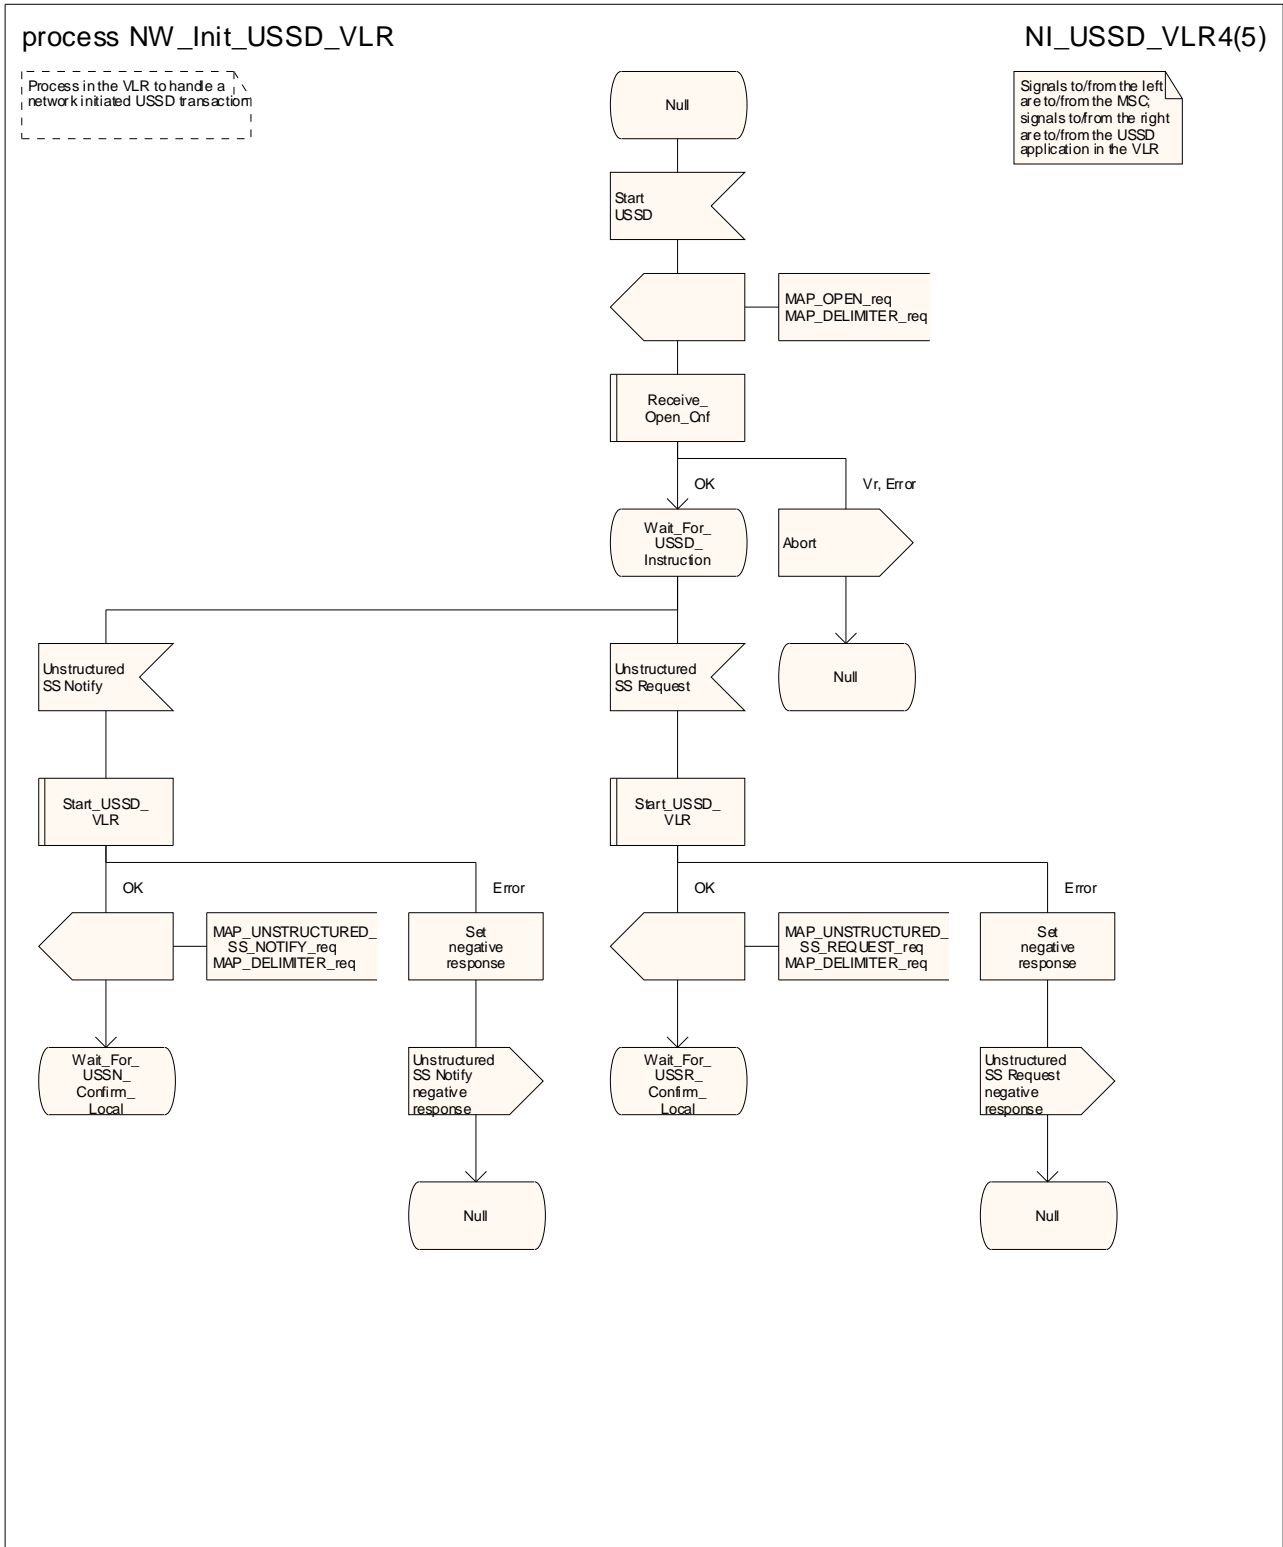 process NW_Init_USSD_VLR
NI_USSD_VLR4(5)
Process in the VLR to handle a
network initiated USSD transaction
Signals to/from the left
are to/from the MSC;
signals to/from the right
are to/from the USSD
application in the VLR
Null
Start
USSD
MAP_OPEN_req
MAP_DELIMITER_req
Receive_
Open_Cnf
OK
Vr, Error
Wait_For_
USSD_
Instruction
Abort
Unstructured
SS Notify
Unstructured
SS Request
Null
Start_USSD_
VLR
Start_USSD_
VLR
OK
Error
OK
Error
MAP_UNSTRUCTURED_
SS_NOTIFY_req
MAP_DELIMITER_req
Set
negative
response
MAP_UNSTRUCTURED_
SS_REQUEST_req
MAP_DELIMITER_req
Set
negative
response
Wait_For_
USSN_
Confirm_
Local
Unstructured
SS Notify
negative
response
Wait_For_
USSR_
Confirm_
Local
Unstructured
SS Request
negative
response
Null
Null